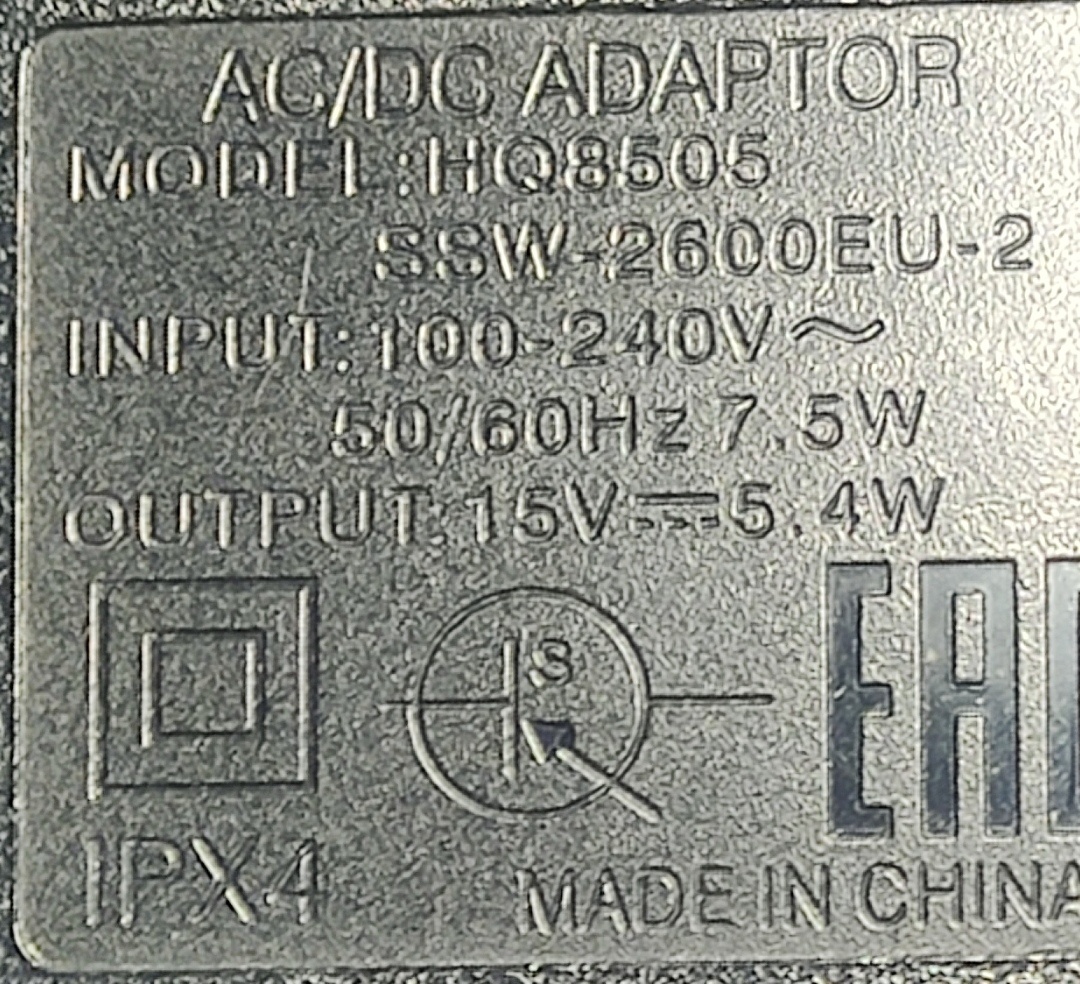 AC/DC ADAPTOR
MODEL:HQ8505
SSW-2600EU-2
INPUT:100-240V~
50/60Hz 7.5W
OUTPUT:15V⎓5.4W
S
EA
IPX4
MADE IN CHINA